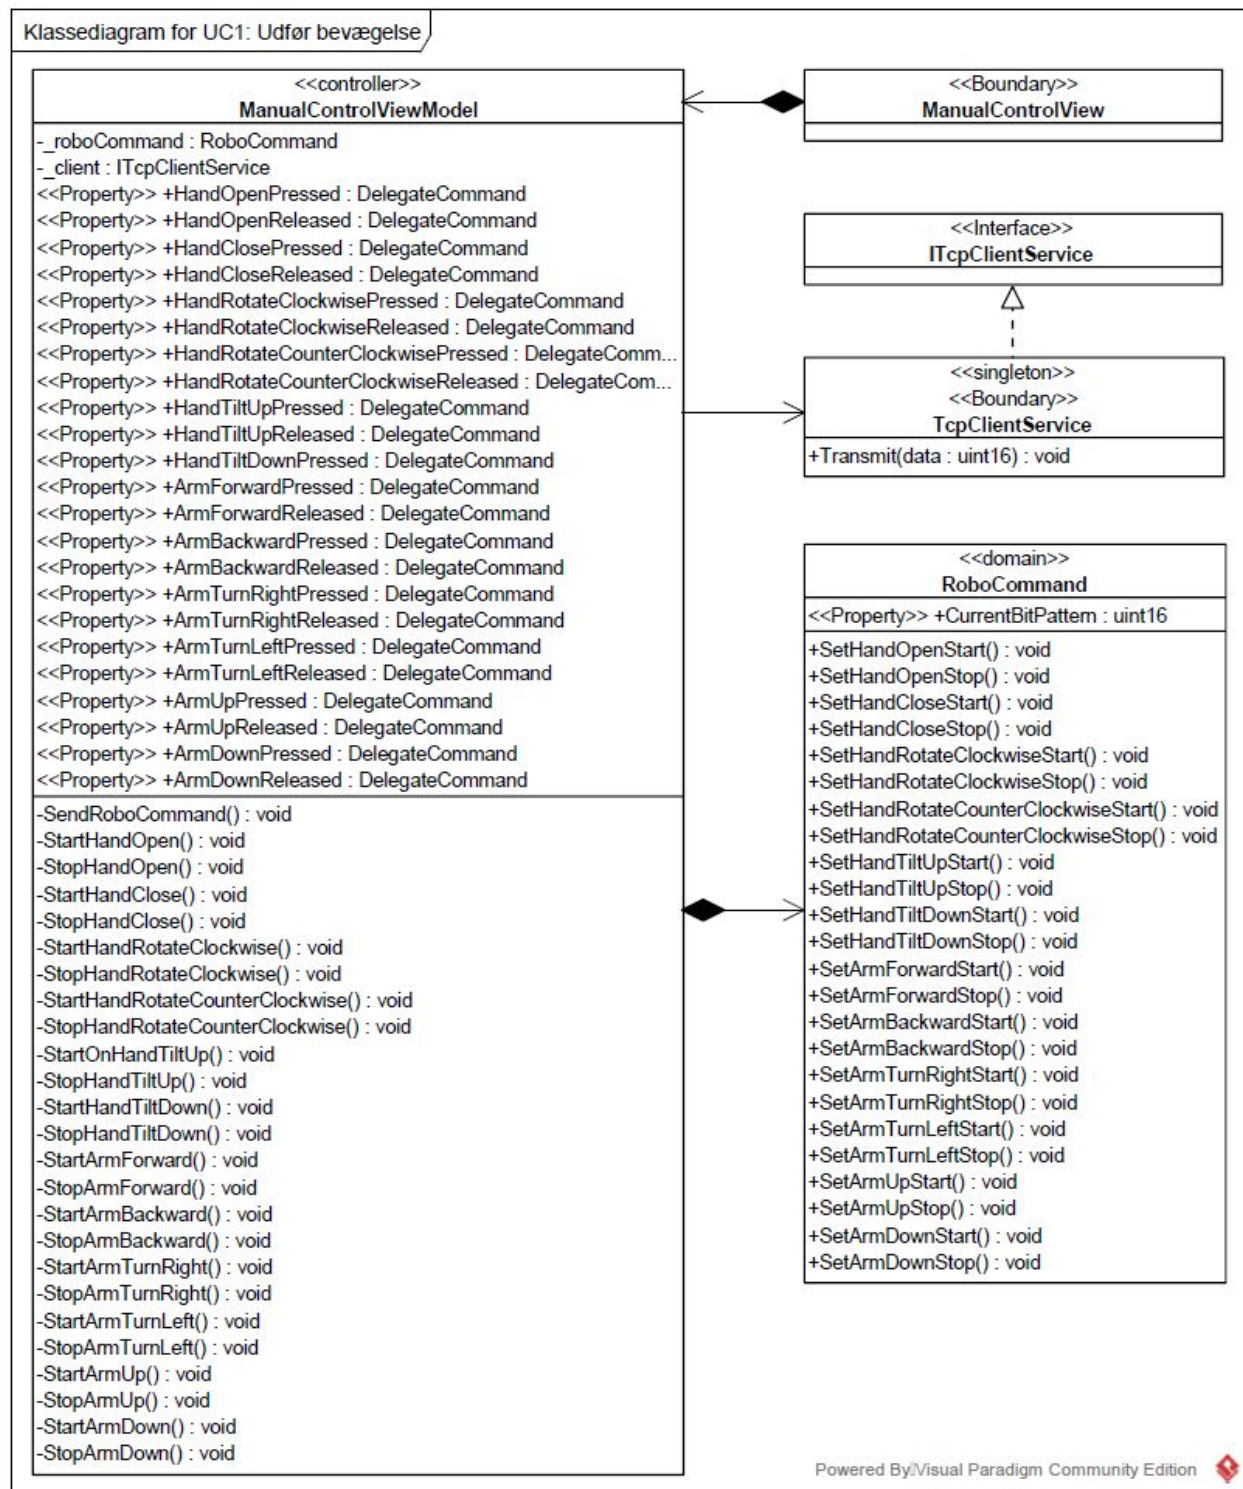 Klassediagram for UC1: Udfør bevægelse
<<controller>>
ManualControlViewModel
-_roboCommand : RoboCommand
-_client : ITcpClientService
<<Property>> +HandOpenPressed : DelegateCommand
<<Property>> +HandOpenReleased : DelegateCommand
<<Property>> +HandClosePressed : DelegateCommand
<<Property>> +HandCloseReleased : DelegateCommand
<<Property>> +HandRotateClockwisePressed : DelegateCommand
<<Property>> +HandRotateClockwiseReleased : DelegateCommand
<<Property>> +HandRotateCounterClockwisePressed : DelegateComm...
<<Property>> +HandRotateCounterClockwiseReleased : DelegateCom...
<<Property>> +HandTiltUpPressed : DelegateCommand
<<Property>> +HandTiltUpReleased : DelegateCommand
<<Property>> +HandTiltDownPressed : DelegateCommand
<<Property>> +ArmForwardPressed : DelegateCommand
<<Property>> +ArmForwardReleased : DelegateCommand
<<Property>> +ArmBackwardPressed : DelegateCommand
<<Property>> +ArmBackwardReleased : DelegateCommand
<<Property>> +ArmTurnRightPressed : DelegateCommand
<<Property>> +ArmTurnRightReleased : DelegateCommand
<<Property>> +ArmTurnLeftPressed : DelegateCommand
<<Property>> +ArmTurnLeftReleased : DelegateCommand
<<Property>> +ArmUpPressed : DelegateCommand
<<Property>> +ArmUpReleased : DelegateCommand
<<Property>> +ArmDownPressed : DelegateCommand
<<Property>> +ArmDownReleased : DelegateCommand
-SendRoboCommand() : void
-StartHandOpen() : void
-StopHandOpen() : void
-StartHandClose() : void
-StopHandClose() : void
-StartHandRotateClockwise() : void
-StopHandRotateClockwise() : void
-StartHandRotateCounterClockwise() : void
-StopHandRotateCounterClockwise() : void
-StartOnHandTiltUp() : void
-StopHandTiltUp() : void
-StartHandTiltDown() : void
-StopHandTiltDown() : void
-StartArmForward() : void
-StopArmForward() : void
-StartArmBackward() : void
-StopArmBackward() : void
-StartArmTurnRight() : void
-StopArmTurnRight() : void
-StartArmTurnLeft() : void
-StopArmTurnLeft() : void
-StartArmUp() : void
-StopArmUp() : void
-StartArmDown() : void
-StopArmDown() : void
<<Boundary>>
ManualControlView
<<Interface>>
ITcpClientService
<<singleton>>
<<Boundary>>
TcpClientService
+Transmit(data : uint16) : void
<<domain>>
RoboCommand
<<Property>> +CurrentBitPattern : uint16
+SetHandOpenStart() : void
+SetHandOpenStop() : void
+SetHandCloseStart() : void
+SetHandCloseStop() : void
+SetHandRotateClockwiseStart() : void
+SetHandRotateClockwiseStop() : void
+SetHandRotateCounterClockwiseStart() : void
+SetHandRotateCounterClockwiseStop() : void
+SetHandTiltUpStart() : void
+SetHandTiltUpStop() : void
+SetHandTiltDownStart() : void
+SetHandTiltDownStop() : void
+SetArmForwardStart() : void
+SetArmForwardStop() : void
+SetArmBackwardStart() : void
+SetArmBackwardStop() : void
+SetArmTurnRightStart() : void
+SetArmTurnRightStop() : void
+SetArmTurnLeftStart() : void
+SetArmTurnLeftStop() : void
+SetArmUpStart() : void
+SetArmUpStop() : void
+SetArmDownStart() : void
+SetArmDownStop() : void
Powered By Visual Paradigm Community Edition